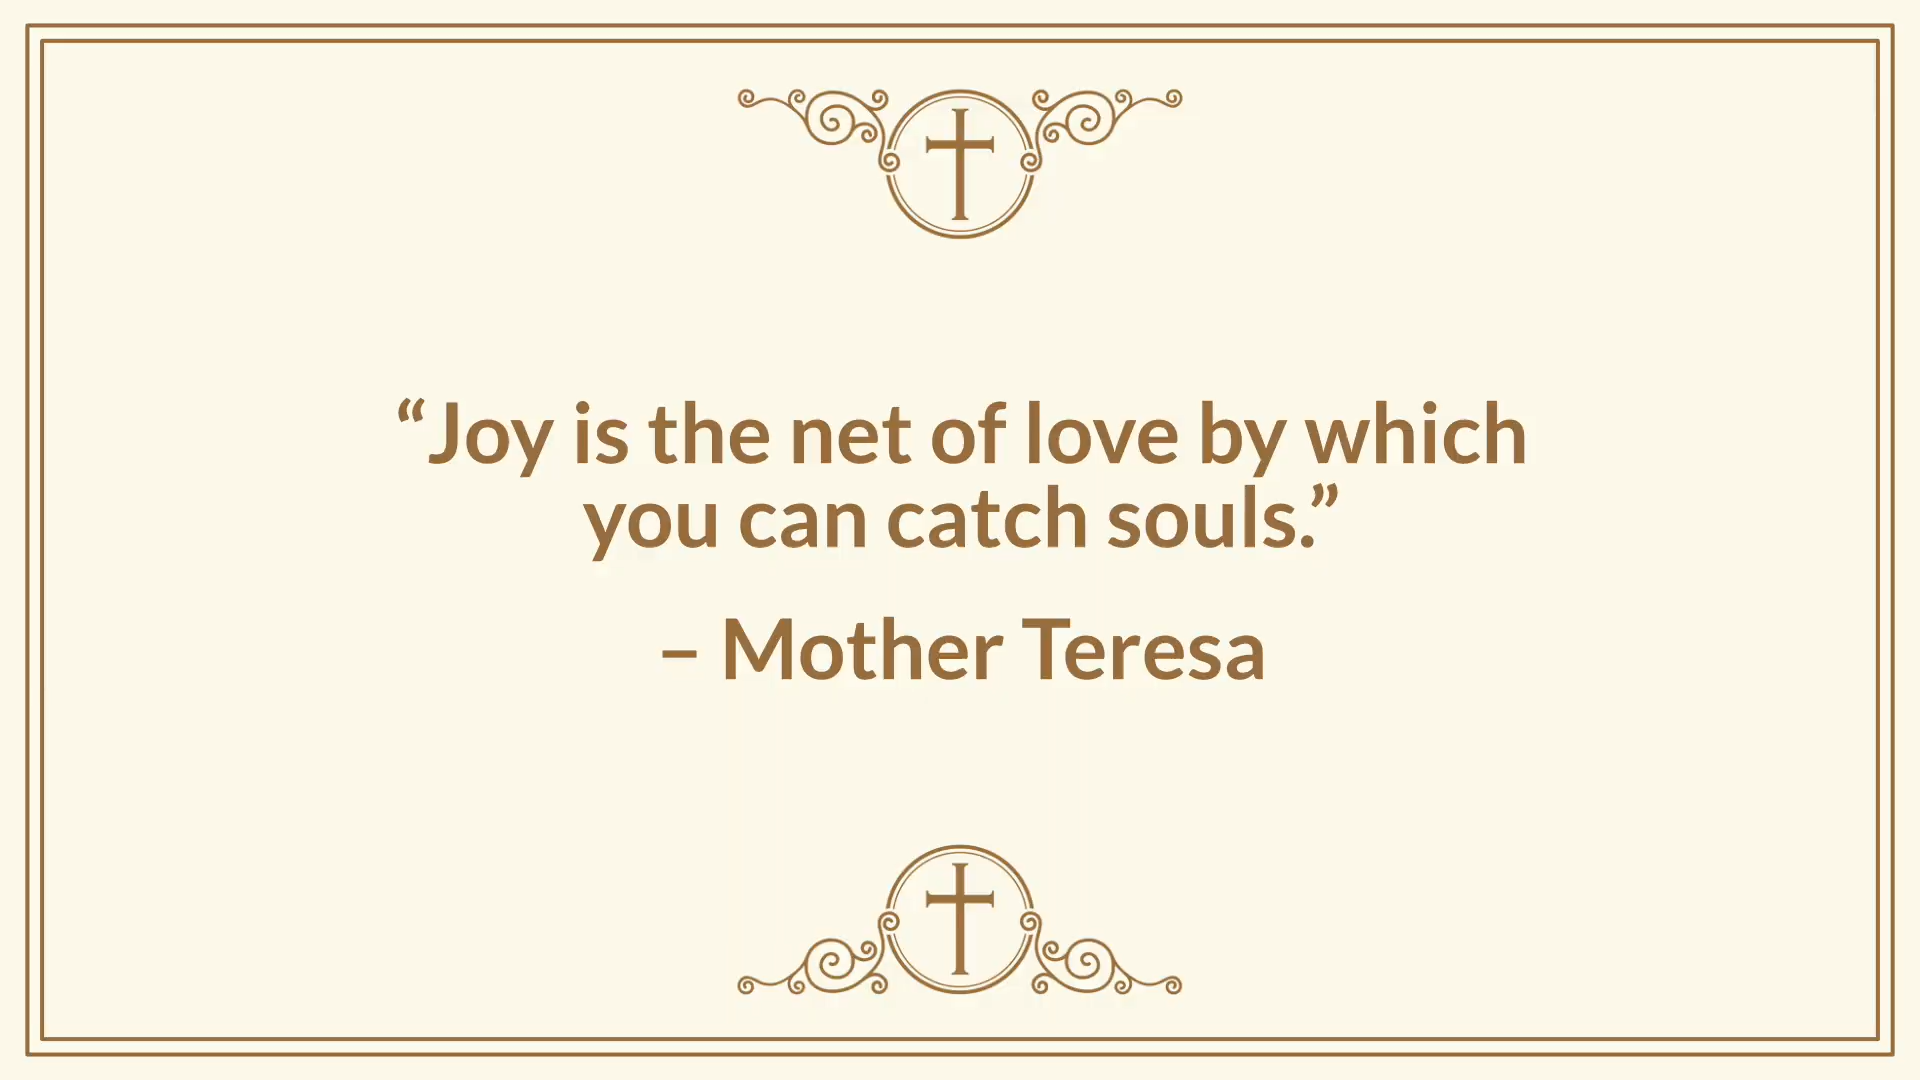 “Joy is the net of love by which
you can catch souls.”
– Mother Teresa